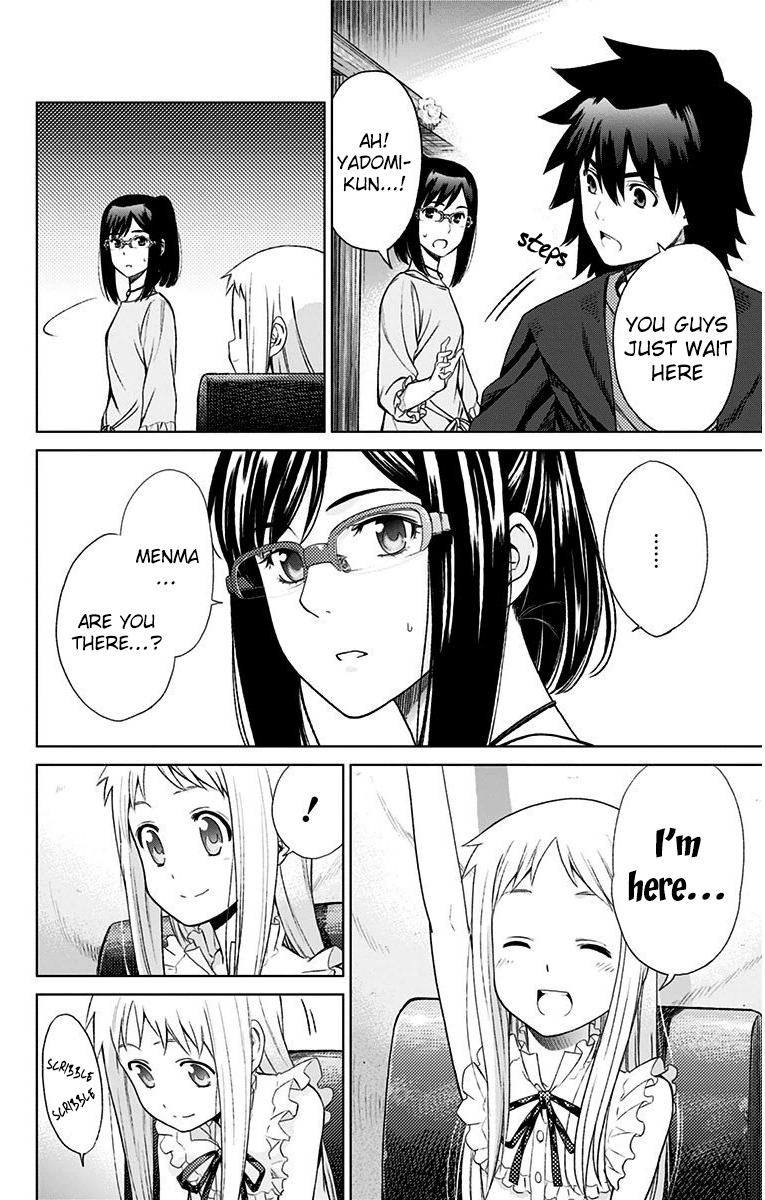 YOU GUYS
JUST WAIT
HERE
steps
AH!
YADOMI-
KUN...!
......
MENMA
...
ARE YOU
THERE...?
I'm
here...
!
SCRIBBLE
SCRIBBLE